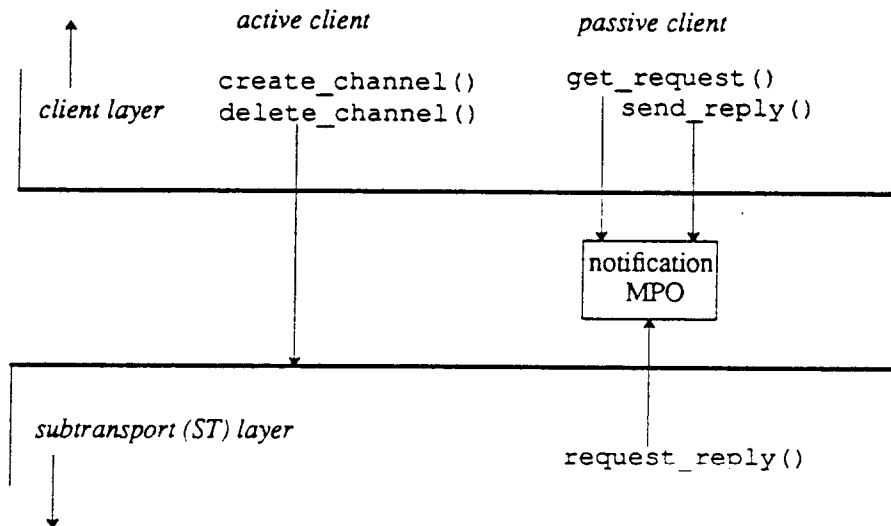 active client
passive client
create_channel()
get_request()
client layer
delete_channel()
send_reply()
notification
MPO
subtransport (ST) layer
request_reply()